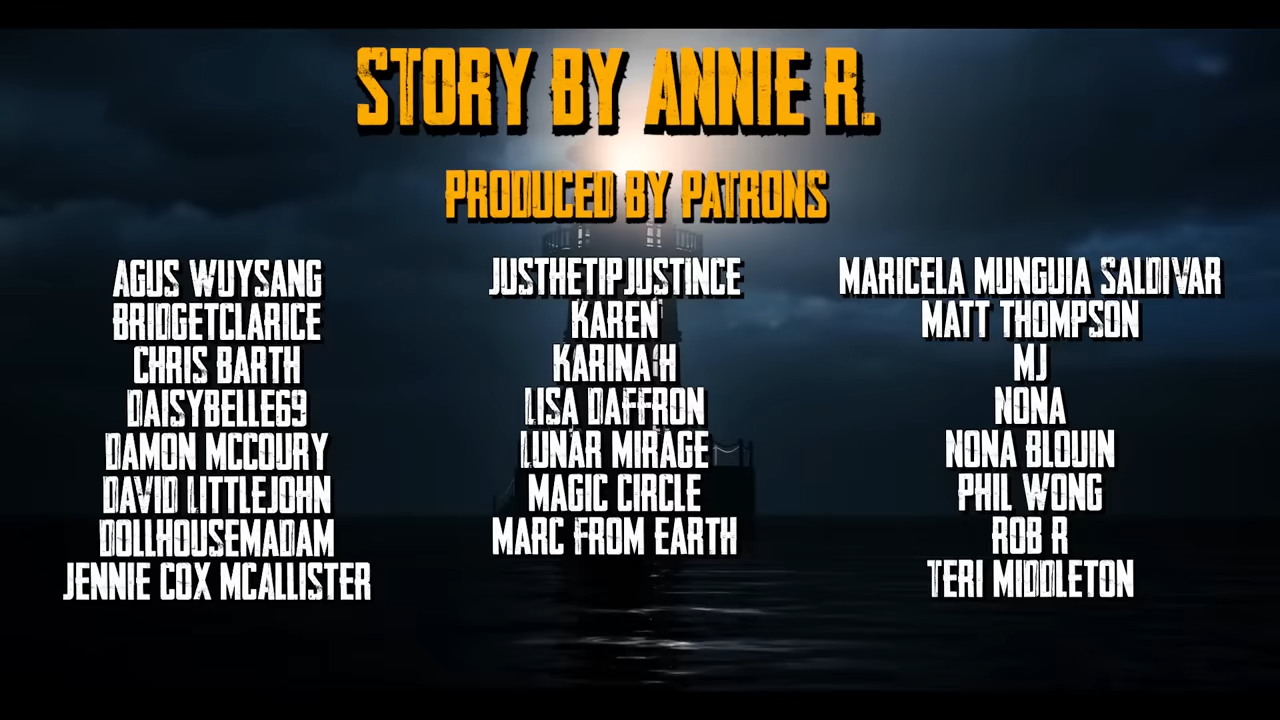 STORY BY ANNIE R.
PRODUCED BY PATRONS
AGUS WUYSANG
BRIDGETCLARICE
CHRIS BARTH
DAISYBELLE69
DAMON MCCOURY
DAVID LITTLEJOHN
DOLLHOUSEMADAM
JENNIE COX MCALLISTER
JUSTHETIPJUSTINCE
KAREN
KARINA H
LISA DAFFRON
LUNAR MIRAGE
MAGIC CIRCLE
MARC FROM EARTH
MARICELA MUNGUIA SALDIVAR
MATT THOMPSON
MJ
NONA
NONA BLOUIN
PHIL WONG
ROB R
TERI MIDDLETON